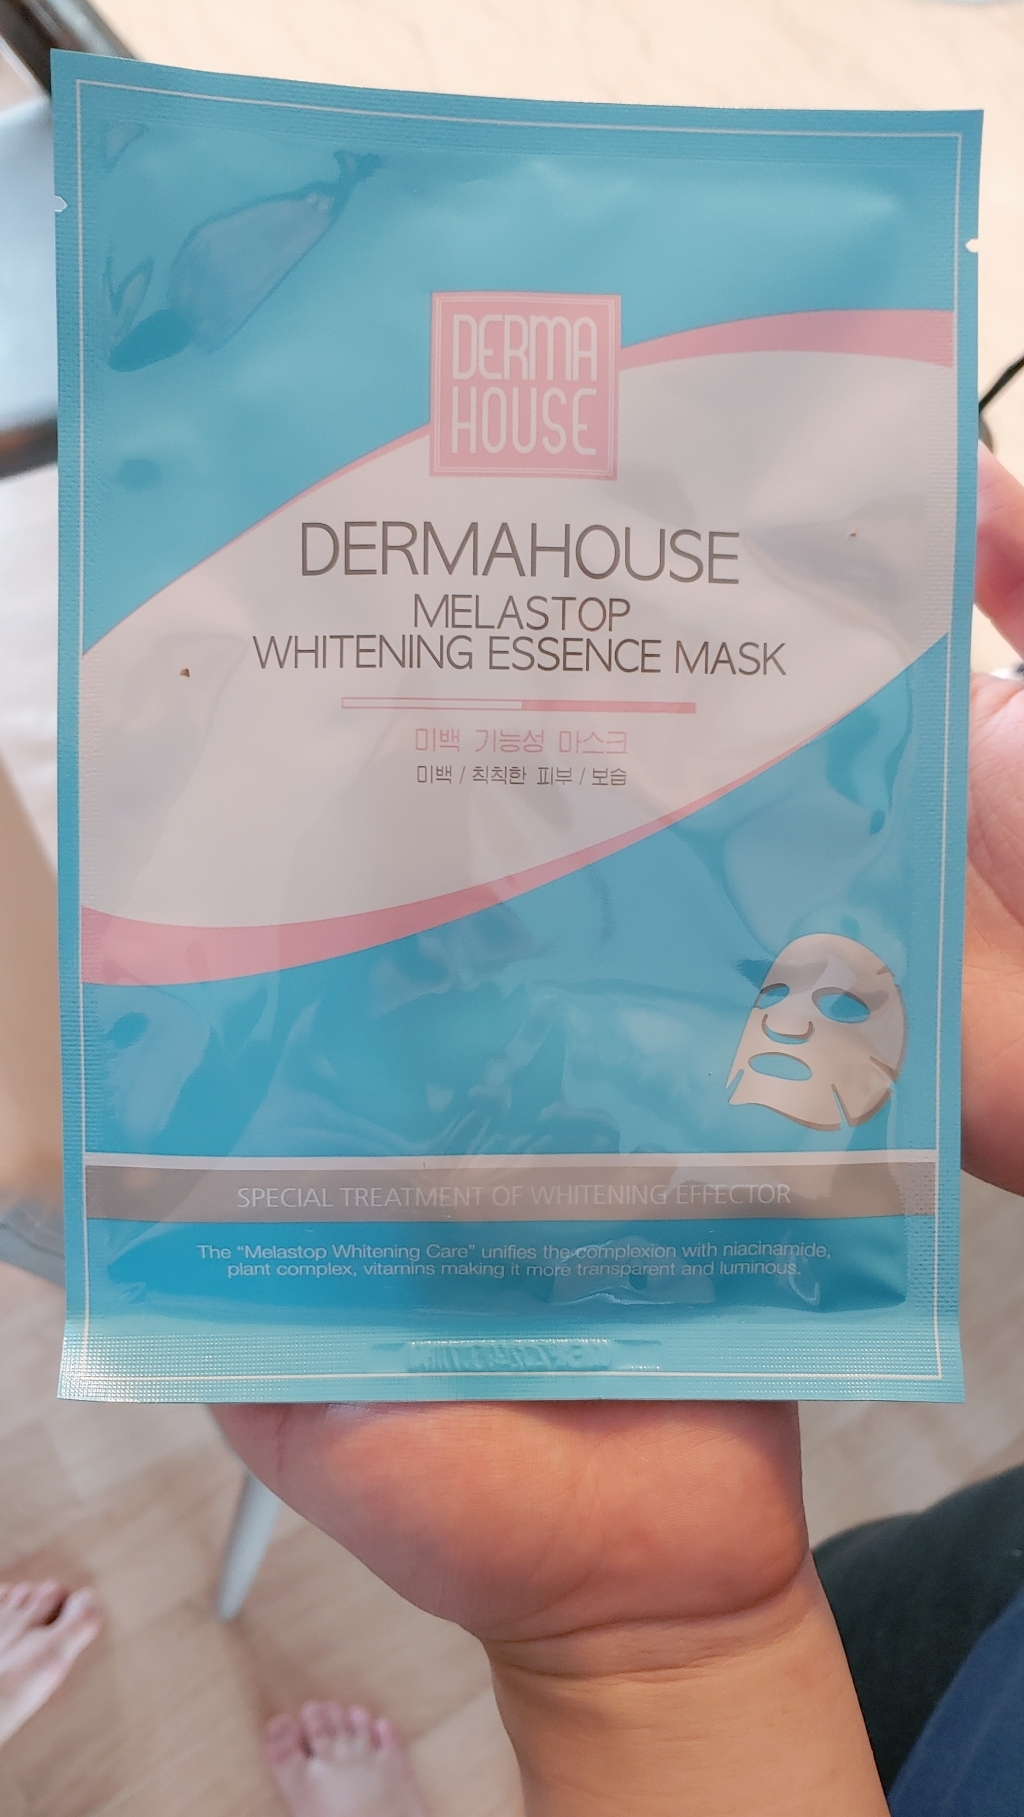 DERMA
HOUSE
DERMAHOUSE
MELASTOP
WHITENING ESSENCE MASK
미백 기능성 마스크
미백 / 칙칙한 피부 / 보습
SPECIAL TREATMENT OF WHITENING EFFECTOR
The “Melastop Whitening Care” unifies the complexion with niacinamide,
plant complex, vitamins making it more transparent and luminous.